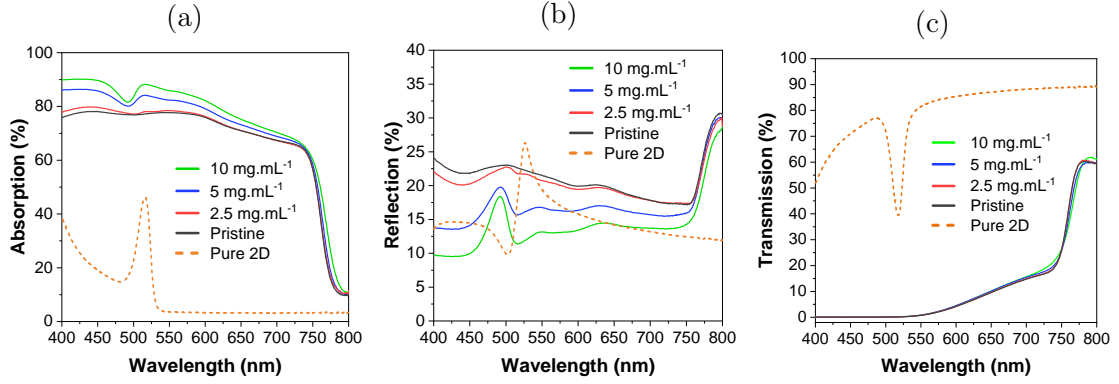 (a)
100
80
60
40
20
0
Absorption (%)
10 mg.mL⁻¹
5 mg.mL⁻¹
2.5 mg.mL⁻¹
Pristine
Pure 2D
400 450 500 550 600 650 700 750 800
Wavelength (nm)
(b)
40
35
30
25
20
15
10
5
0
Reflection (%)
10 mg.mL⁻¹
5 mg.mL⁻¹
2.5 mg.mL⁻¹
Pristine
Pure 2D
400 450 500 550 600 650 700 750 800
Wavelength (nm)
(c)
100
90
80
70
60
50
40
30
20
10
0
Transmission (%)
10 mg.mL⁻¹
5 mg.mL⁻¹
2.5 mg.mL⁻¹
Pristine
Pure 2D
400 450 500 550 600 650 700 750 800
Wavelength (nm)